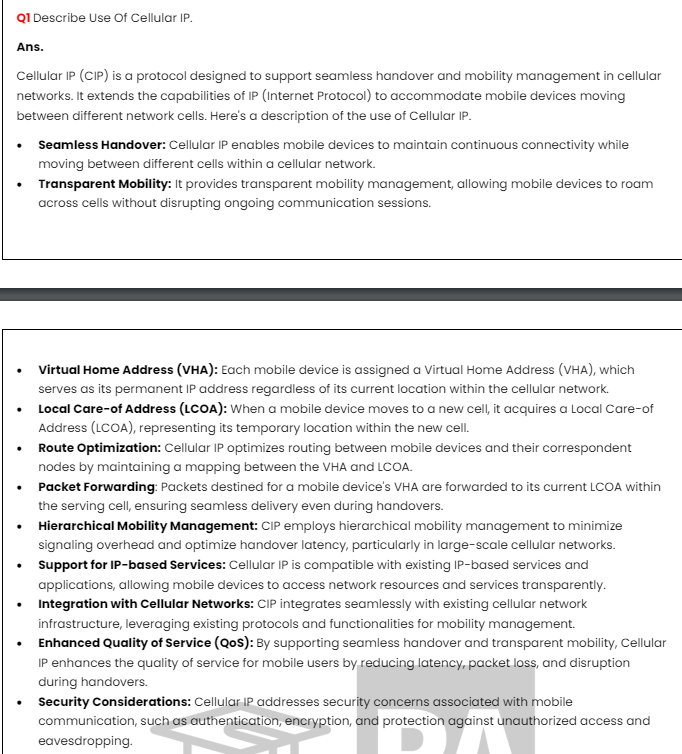 Q1 Describe Use Of Cellular IP.
Ans.
Cellular IP (CIP) is a protocol designed to support seamless handover and mobility management in cellular
networks. It extends the capabilities of IP (Internet Protocol) to accommodate mobile devices moving
between different network cells. Here's a description of the use of Cellular IP.
• Seamless Handover: Cellular IP enables mobile devices to maintain continuous connectivity while
moving between different cells within a cellular network.
• Transparent Mobility: It provides transparent mobility management, allowing mobile devices to roam
across cells without disrupting ongoing communication sessions.
• Virtual Home Address (VHA): Each mobile device is assigned a Virtual Home Address (VHA), which
serves as its permanent IP address regardless of its current location within the cellular network.
• Local Care-of Address (LCOA): When a mobile device moves to a new cell, it acquires a Local Care-of
Address (LCOA), representing its temporary location within the new cell.
• Route Optimization: Cellular IP optimizes routing between mobile devices and their correspondent
nodes by maintaining a mapping between the VHA and LCOA.
• Packet Forwarding: Packets destined for a mobile device's VHA are forwarded to its current LCOA within
the serving cell, ensuring seamless delivery even during handovers.
• Hierarchical Mobility Management: CIP employs hierarchical mobility management to minimize
signaling overhead and optimize handover latency, particularly in large-scale cellular networks.
• Support for IP-based Services: Cellular IP is compatible with existing IP-based services and
applications, allowing mobile devices to access network resources and services transparently.
• Integration with Cellular Networks: CIP integrates seamlessly with existing cellular network
infrastructure, leveraging existing protocols and functionalities for mobility management.
• Enhanced Quality of Service (QoS): By supporting seamless handover and transparent mobility, Cellular
IP enhances the quality of service for mobile users by reducing latency, packet loss, and disruption
during handovers.
• Security Considerations: Cellular IP addresses security concerns associated with mobile
communication, such as authentication, encryption, and protection against unauthorized access and
eavesdropping.